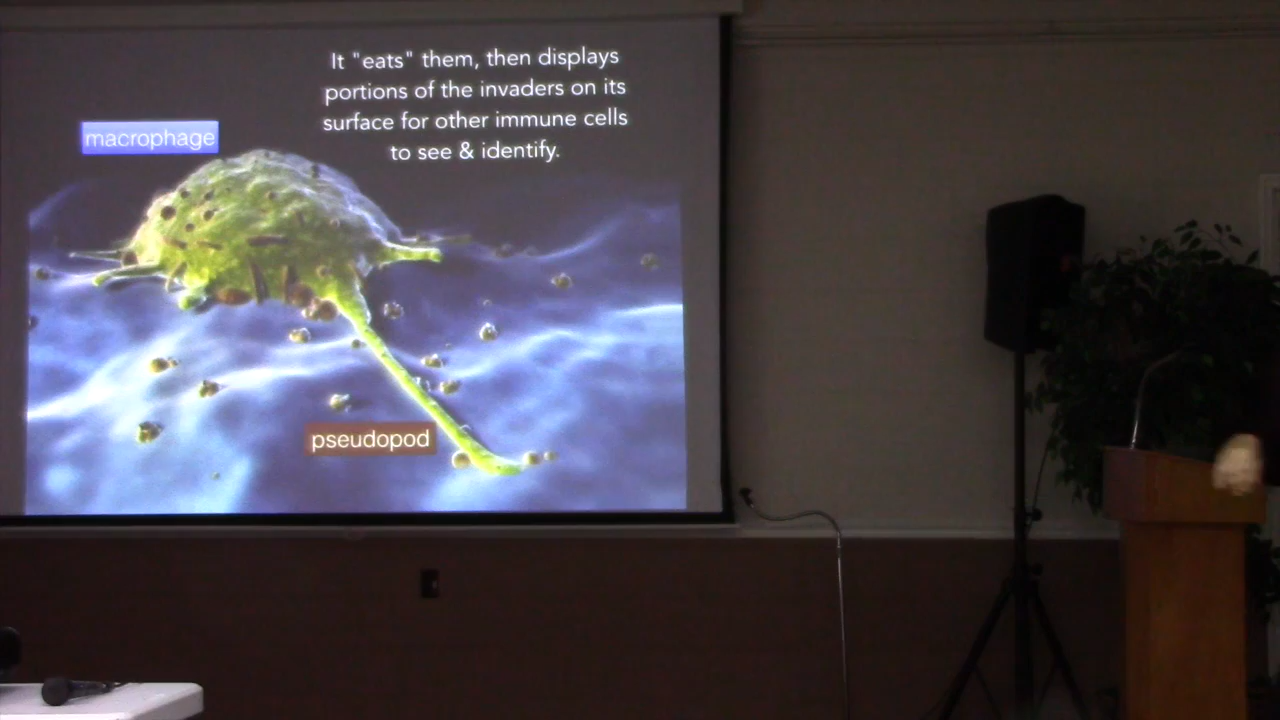 It "eats" them, then displays
portions of the invaders on its
surface for other immune cells
to see & identify.
macrophage
pseudopod